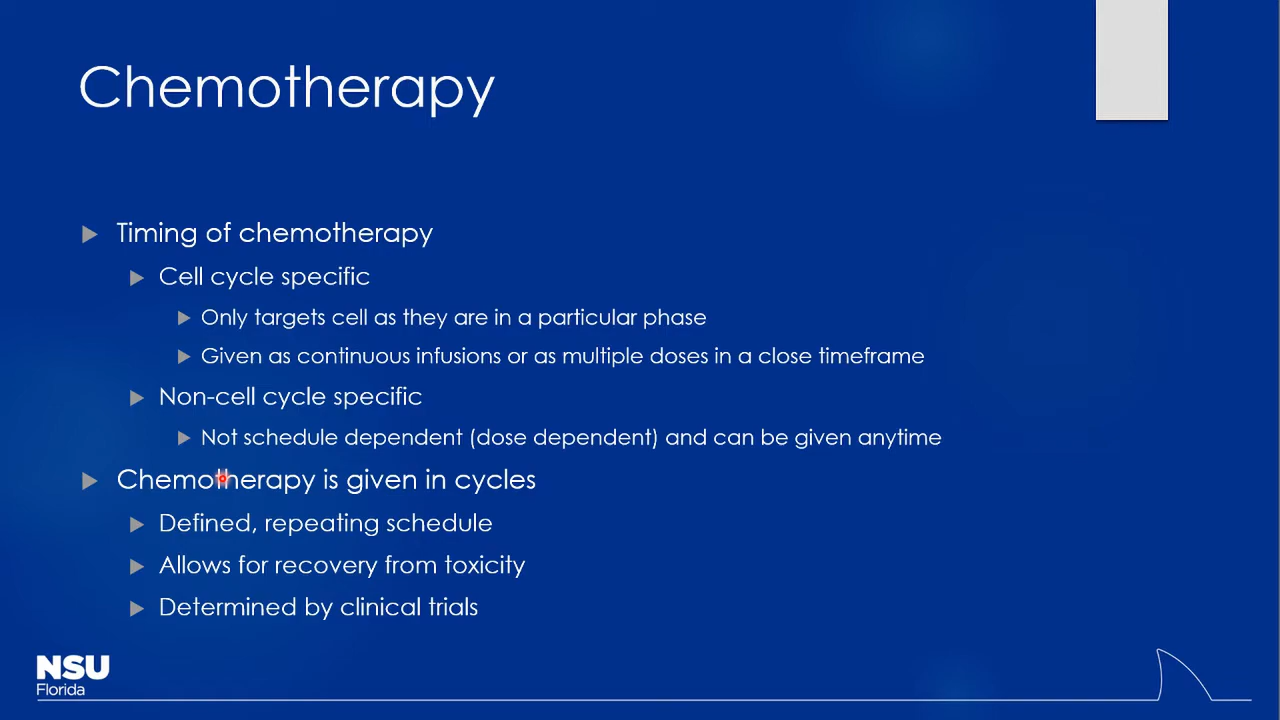 Chemotherapy
Timing of chemotherapy
Cell cycle specific
Only targets cell as they are in a particular phase
Given as continuous infusions or as multiple doses in a close timeframe
Non-cell cycle specific
Not schedule dependent (dose dependent) and can be given anytime
Chemotherapy is given in cycles
Defined, repeating schedule
Allows for recovery from toxicity
Determined by clinical trials
NSU
Florida